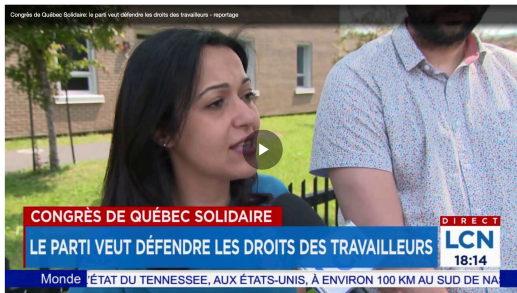 Congrès de Québec Solidaire: le parti veut défendre les droits des travailleurs - reportage
CONGRÈS DE QUÉBEC SOLIDAIRE
DIRECT
LE PARTI VEUT DÉFENDRE LES DROITS DES TRAVAILLEURS
LCN
18:14
Monde L'ÉTAT DU TENNESSEE, AUX ÉTATS-UNIS, À ENVIRON 100 KM AU SUD DE NAS